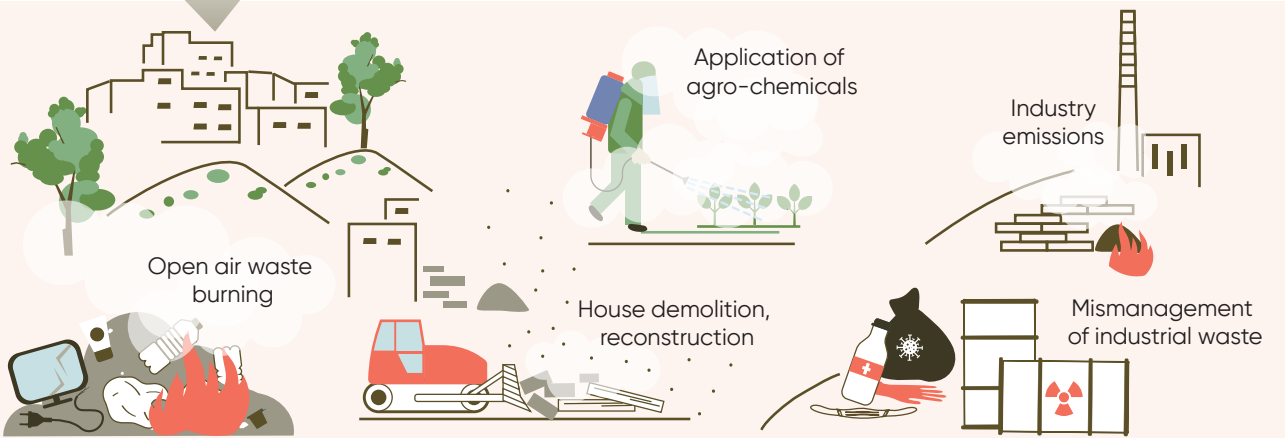 Application of
agro-chemicals
Industry
emissions
Open air waste
burning
House demolition,
reconstruction
Mismanagement
of industrial waste